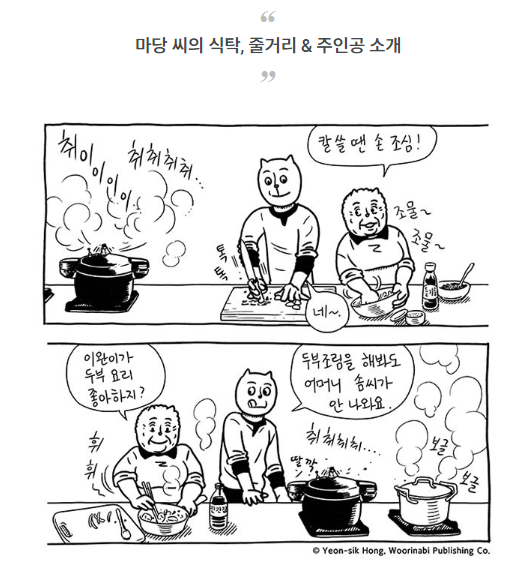 “
마당 씨의 식탁, 줄거리 & 주인공 소개
”
취이이이이..
취취취취...
칼 쓸 땐 손 조심!
조물~
조물~
톡
톡
네~.
이완이가
두부 요리
좋아하지?
두부조림을 해봐도
어머니 솜씨가
안 나와요.
휘
휘
취취취취....
딸깍
보글
보글
© Yeon-sik Hong, Woorinabi Publishing Co.